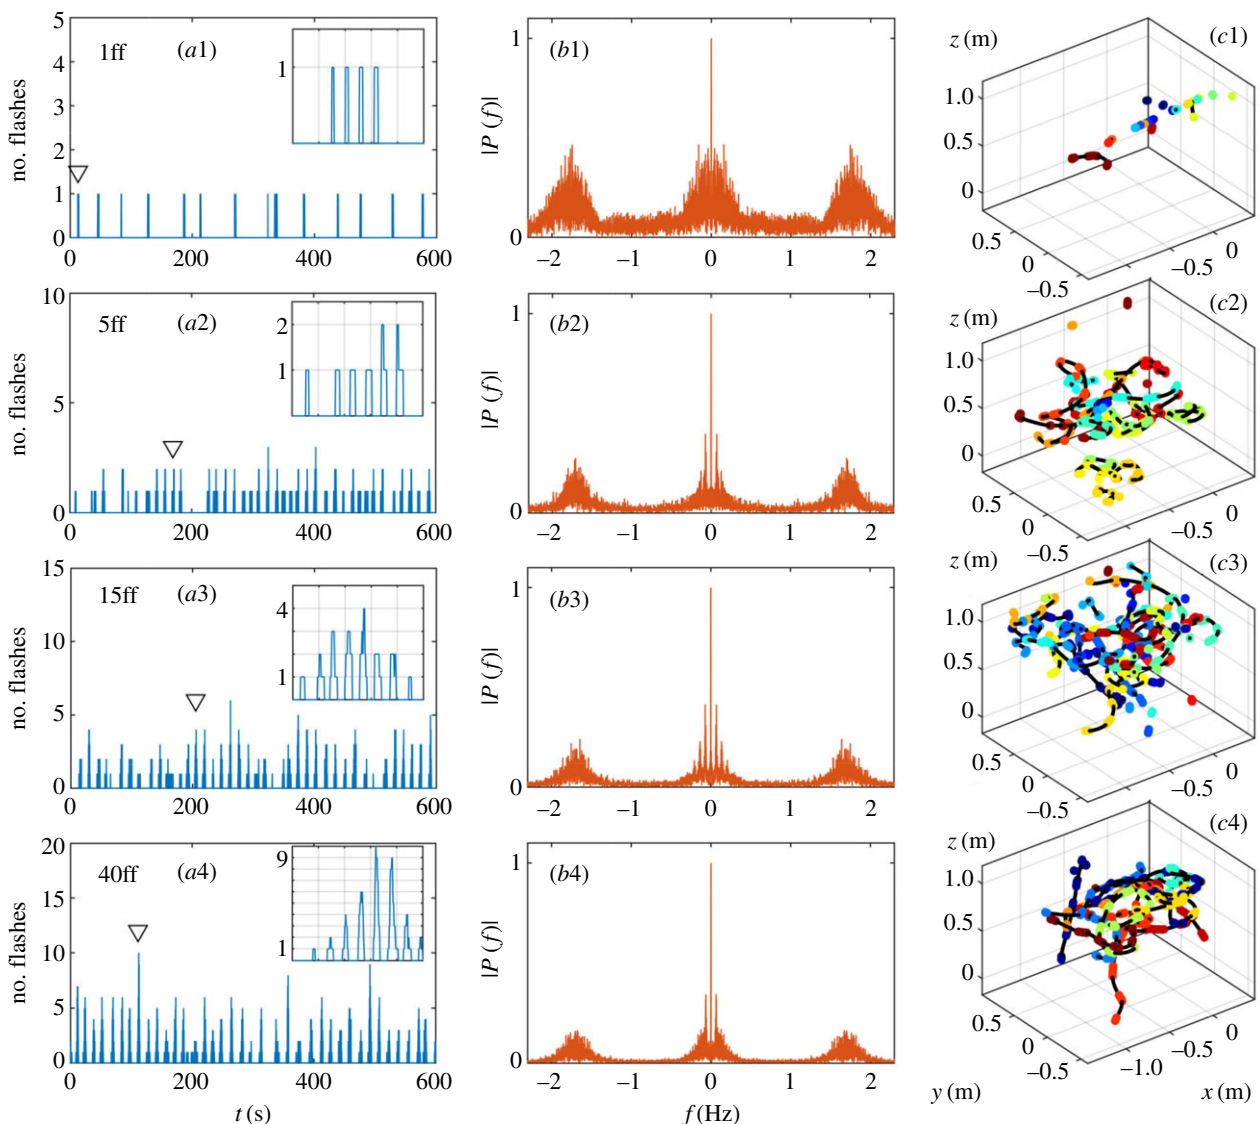 5
4
3
2
1
0
no. flashes
1ff
(a1)
1
0 200 400 600
1
0
|P (f)|
(b1)
–2 –1 0 1 2
z (m)
(c1)
1.0
0.5
0
0.5
0
–0.5
0
–0.5
10
5
0
no. flashes
5ff
(a2)
2
1
0 200 400 600
1
0
|P (f)|
(b2)
–2 –1 0 1 2
z (m)
(c2)
1.0
0.5
0
0.5
0
–0.5
0
–0.5
15
10
5
0
no. flashes
15ff
(a3)
4
1
0 200 400 600
1
0
|P (f)|
(b3)
–2 –1 0 1 2
z (m)
(c3)
1.0
0.5
0
0.5
0
–0.5
0
–0.5
20
15
10
5
0
no. flashes
40ff
(a4)
9
1
0 200 400 600
t (s)
1
0
|P (f)|
(b4)
–2 –1 0 1 2
f (Hz)
z (m)
(c4)
1.0
0.5
0
0.5
0
–0.5
0
–0.5
–1.0
y (m)
x (m)